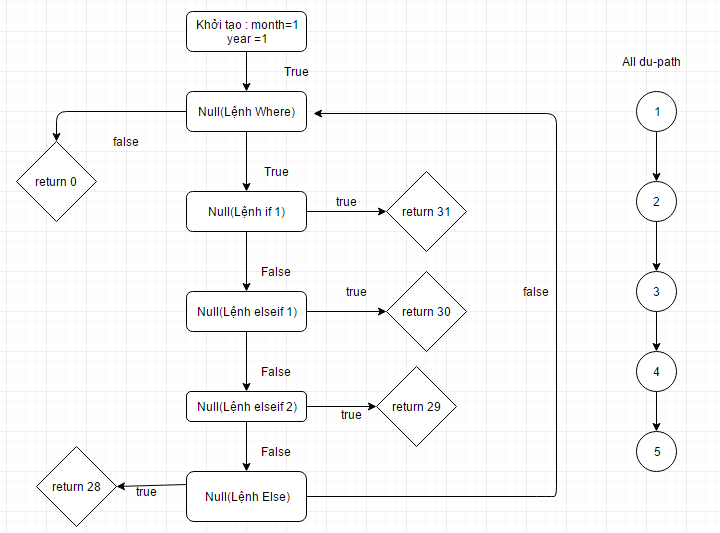 Khởi tạo : month=1
year =1
True
All du-path
Null(Lệnh Where)
1
false
return 0
True
Null(Lệnh if 1)
true
return 31
2
False
Null(Lệnh elseif 1)
true
return 30
false
3
False
Null(Lệnh elseif 2)
true
return 29
4
False
return 28
true
Null(Lệnh Else)
5